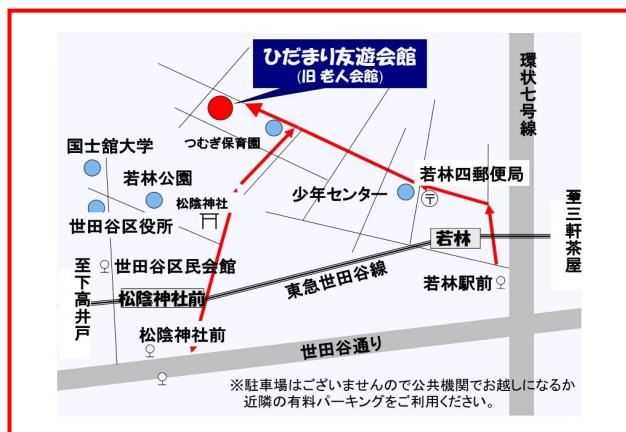 ひだまり友遊会館
(旧 老人会館)
環状七号線
国士舘大学
つむぎ保育園
若林公園
若林四郵便局
少年センター
松陰神社
世田谷区役所
至三軒茶屋
若林
世田谷区民会館
東急世田谷線
若林駅前
至下高井戸
松陰神社前
松陰神社前
世田谷通り
※駐車場はございませんので公共機関でお越しになるか
近隣の有料パーキングをご利用ください。